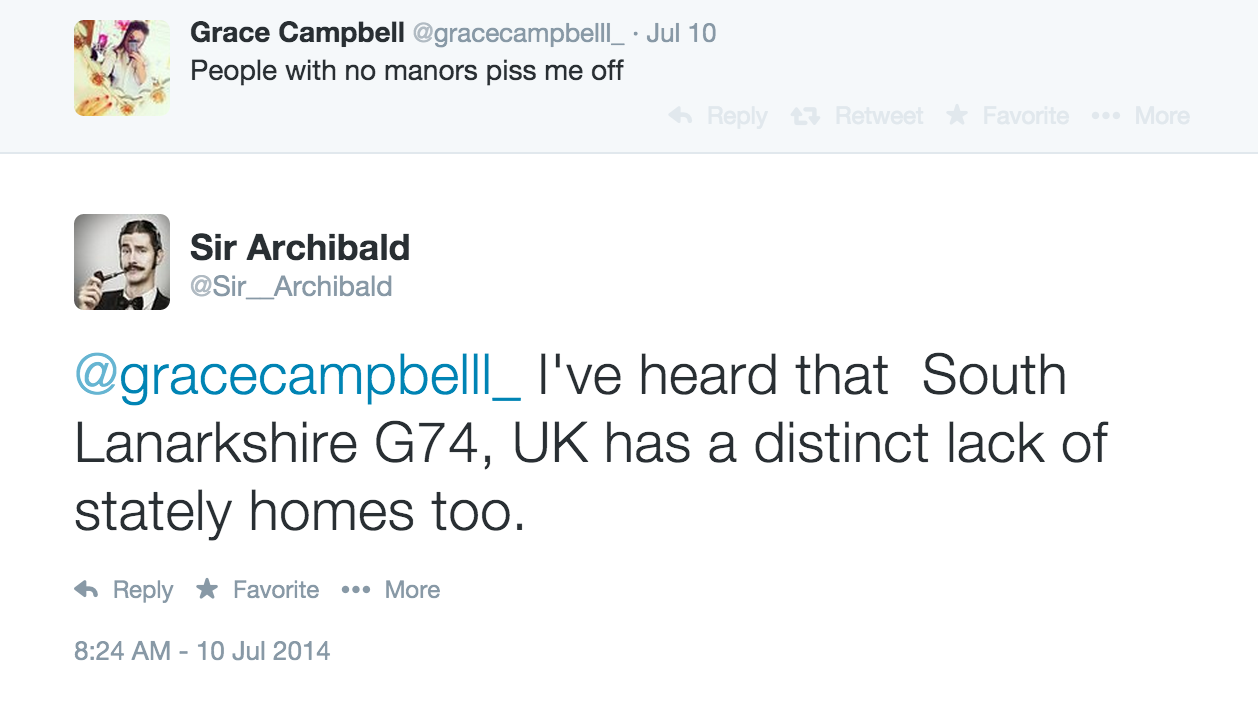 Grace Campbell @gracecampbelll_ · Jul 10
People with no manors piss me off
Reply Retweet Favorite More
Sir Archibald
@Sir__Archibald
@gracecampbelll_ I've heard that  South
Lanarkshire G74, UK has a distinct lack of
stately homes too.
Reply Favorite More
8:24 AM - 10 Jul 2014